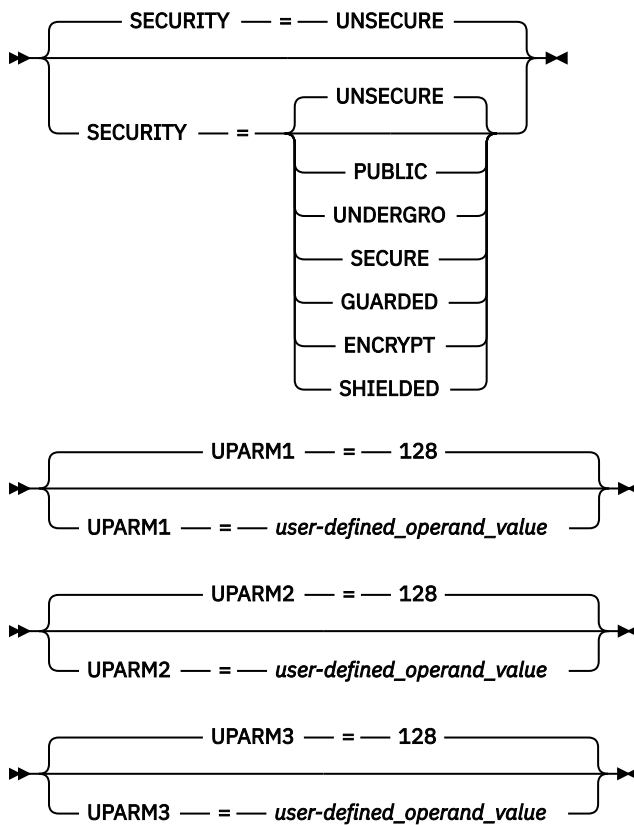 SECURITY = UNSECURE
UNSECURE
SECURITY =
PUBLIC
UNDERGRO
SECURE
GUARDED
ENCRYPT
SHIELDED
UPARM1 = 128
UPARM1 = user-defined_operand_value
UPARM2 = 128
UPARM2 = user-defined_operand_value
UPARM3 = 128
UPARM3 = user-defined_operand_value